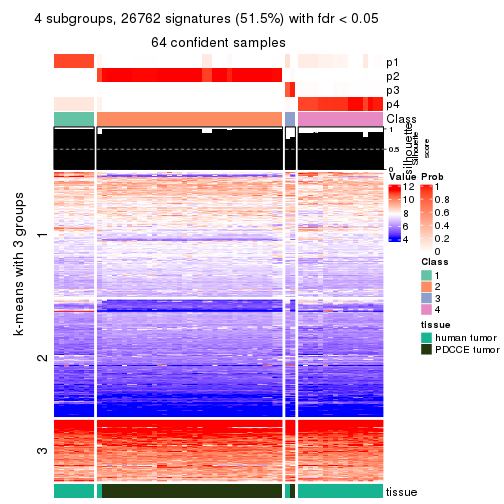 4 subgroups, 26762 signatures (51.5%) with fdr < 0.05
64 confident samples
p1
p2
p3
p4
Class
silhouette
Silhouette
score
1
0.5
0
k-means with 3 groups
1
2
3
tissue
Value
12
10
8
6
4
Prob
1
0.8
0.6
0.4
0.2
0
Class
1
2
3
4
tissue
human tumor
PDCCE tumor